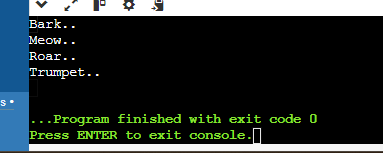 Bark..
Meow..
Roar..
Trumpet..
s
...Program finished with exit code 0
Press ENTER to exit console.